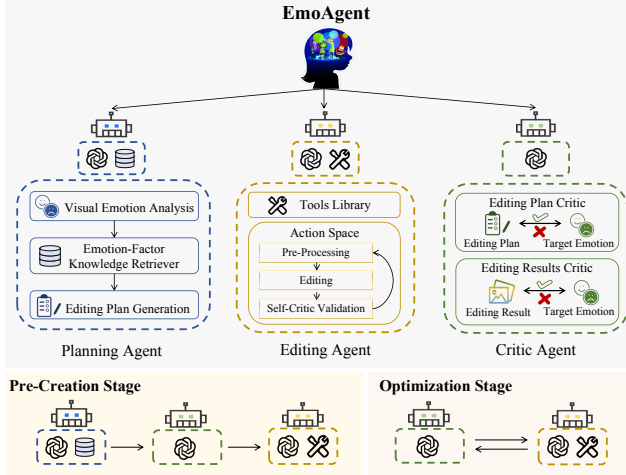 EmoAgent
Visual Emotion Analysis
Emotion-Factor
Knowledge Retriever
Editing Plan Generation
Planning Agent
Tools Library
Action Space
Pre-Processing
Editing
Self-Critic Validation
Editing Agent
Editing Plan Critic
Editing Plan
Target Emotion
Editing Results Critic
Editing Result
Target Emotion
Critic Agent
Pre-Creation Stage
Optimization Stage